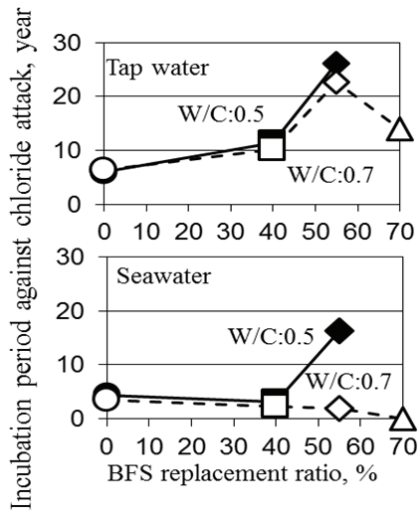 Incubation period against chloride attack, year
30
Tap water
20
W/C:0.5
10
W/C:0.7
0
0 10 20 30 40 50 60 70
30
Seawater
20
W/C:0.5
10
W/C:0.7
0
0 10 20 30 40 50 60 70
BFS replacement ratio, %